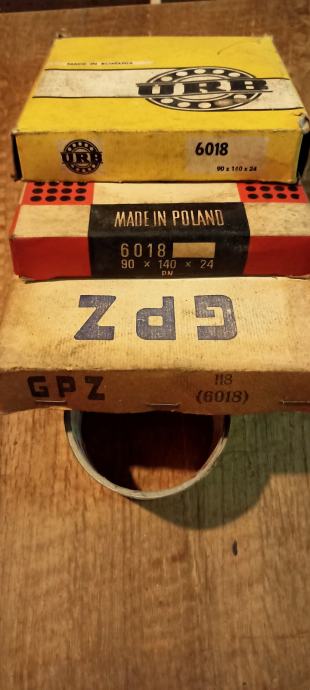 MADE IN ROMANIA
URB
URB
6018
90 x 140 x 24
MADE IN POLAND
6018
90 × 140 × 24
PN
GPZ
GPZ
118
(6018)